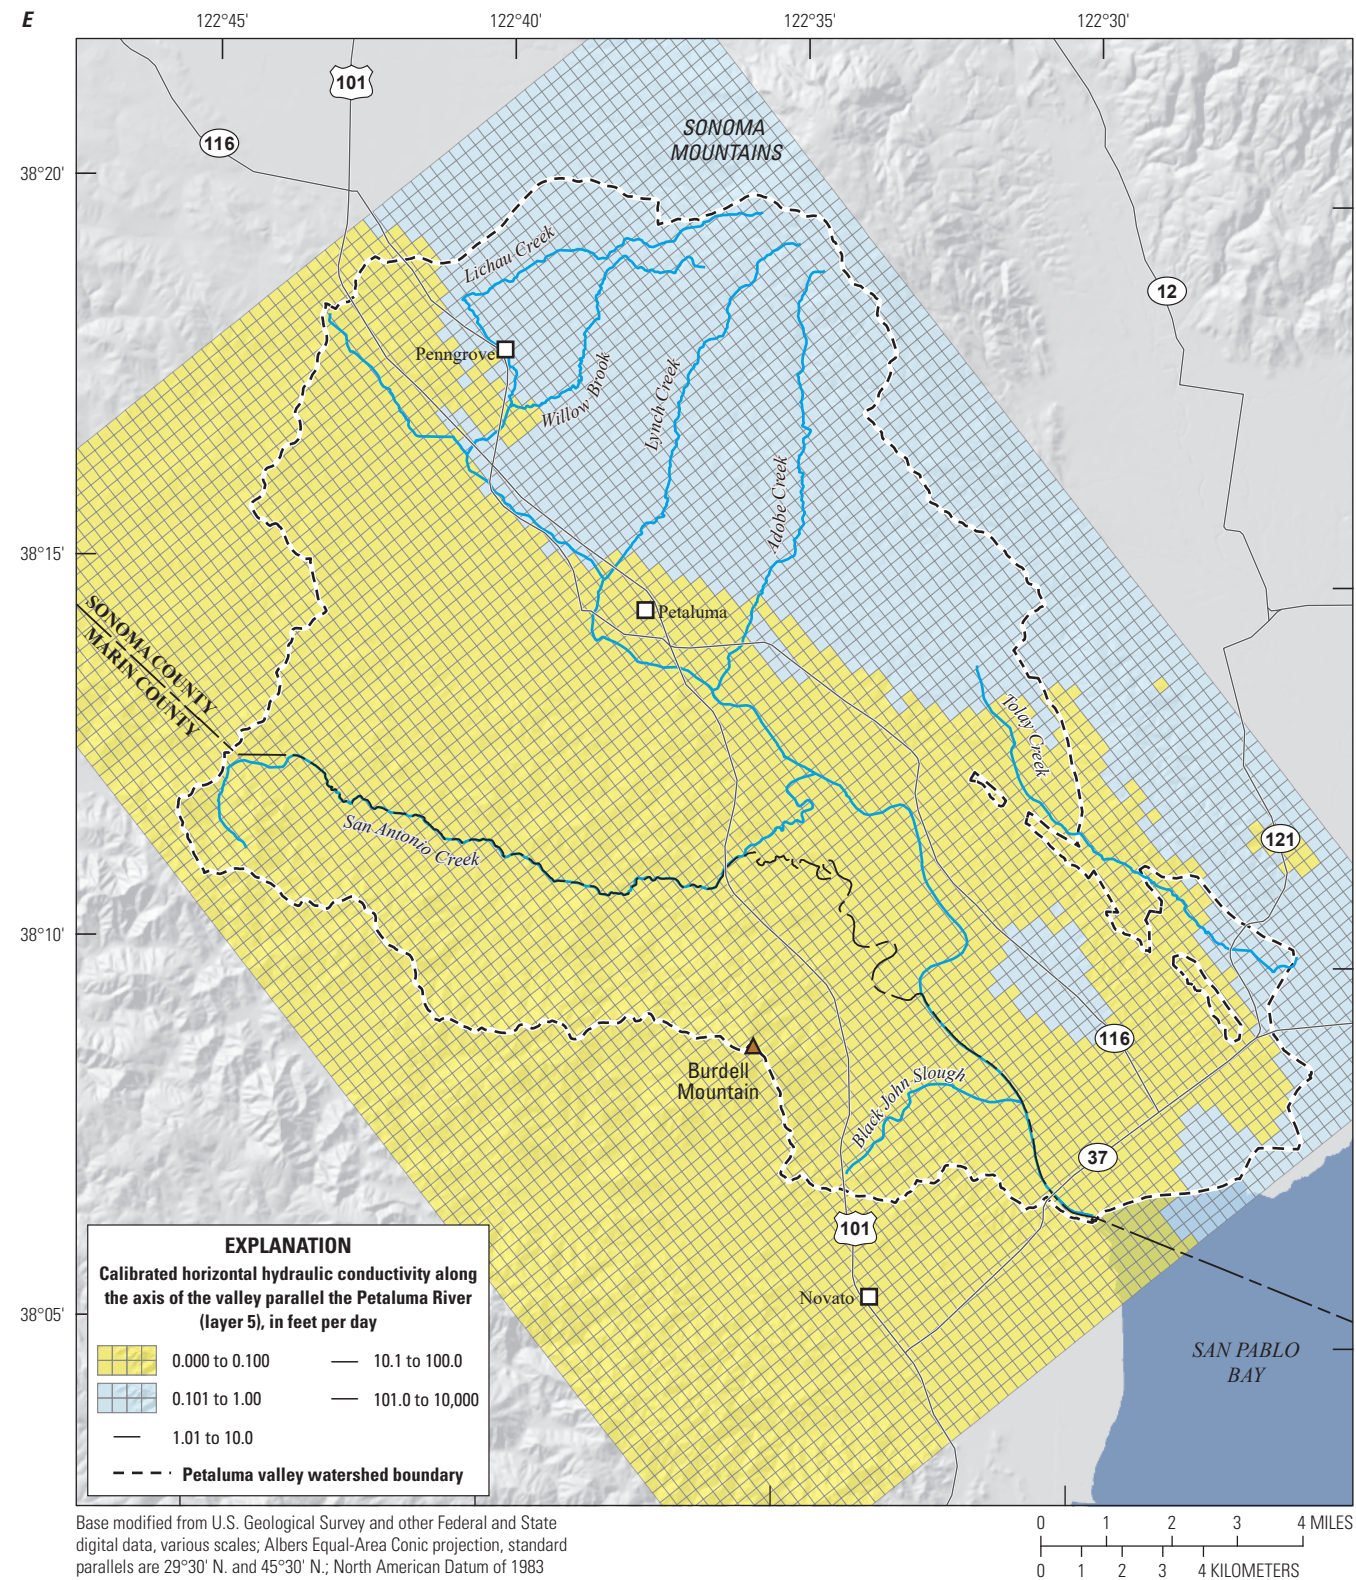 E
122°45'
122°40'
122°35'
122°30'
101
116
SONOMA
MOUNTAINS
38°20'
Lichau Creek
12
Penngrove
Willow Brook
Lynch Creek
Adobe Creek
38°15'
Petaluma
SONOMA COUNTY
MARIN COUNTY
Tolay Creek
San Antonio Creek
121
38°10'
116
Burdell
Mountain
Black John Slough
37
101
Novato
38°05'
SAN PABLO
BAY
EXPLANATION
Calibrated horizontal hydraulic conductivity along
the axis of the valley parallel the Petaluma River
(layer 5), in feet per day
0.000 to 0.100
10.1 to 100.0
0.101 to 1.00
101.0 to 10,000
1.01 to 10.0
Petaluma valley watershed boundary
Base modified from U.S. Geological Survey and other Federal and State
digital data, various scales; Albers Equal-Area Conic projection, standard
parallels are 29°30' N. and 45°30' N.; North American Datum of 1983
0 1 2 3 4 MILES
0 1 2 3 4 KILOMETERS